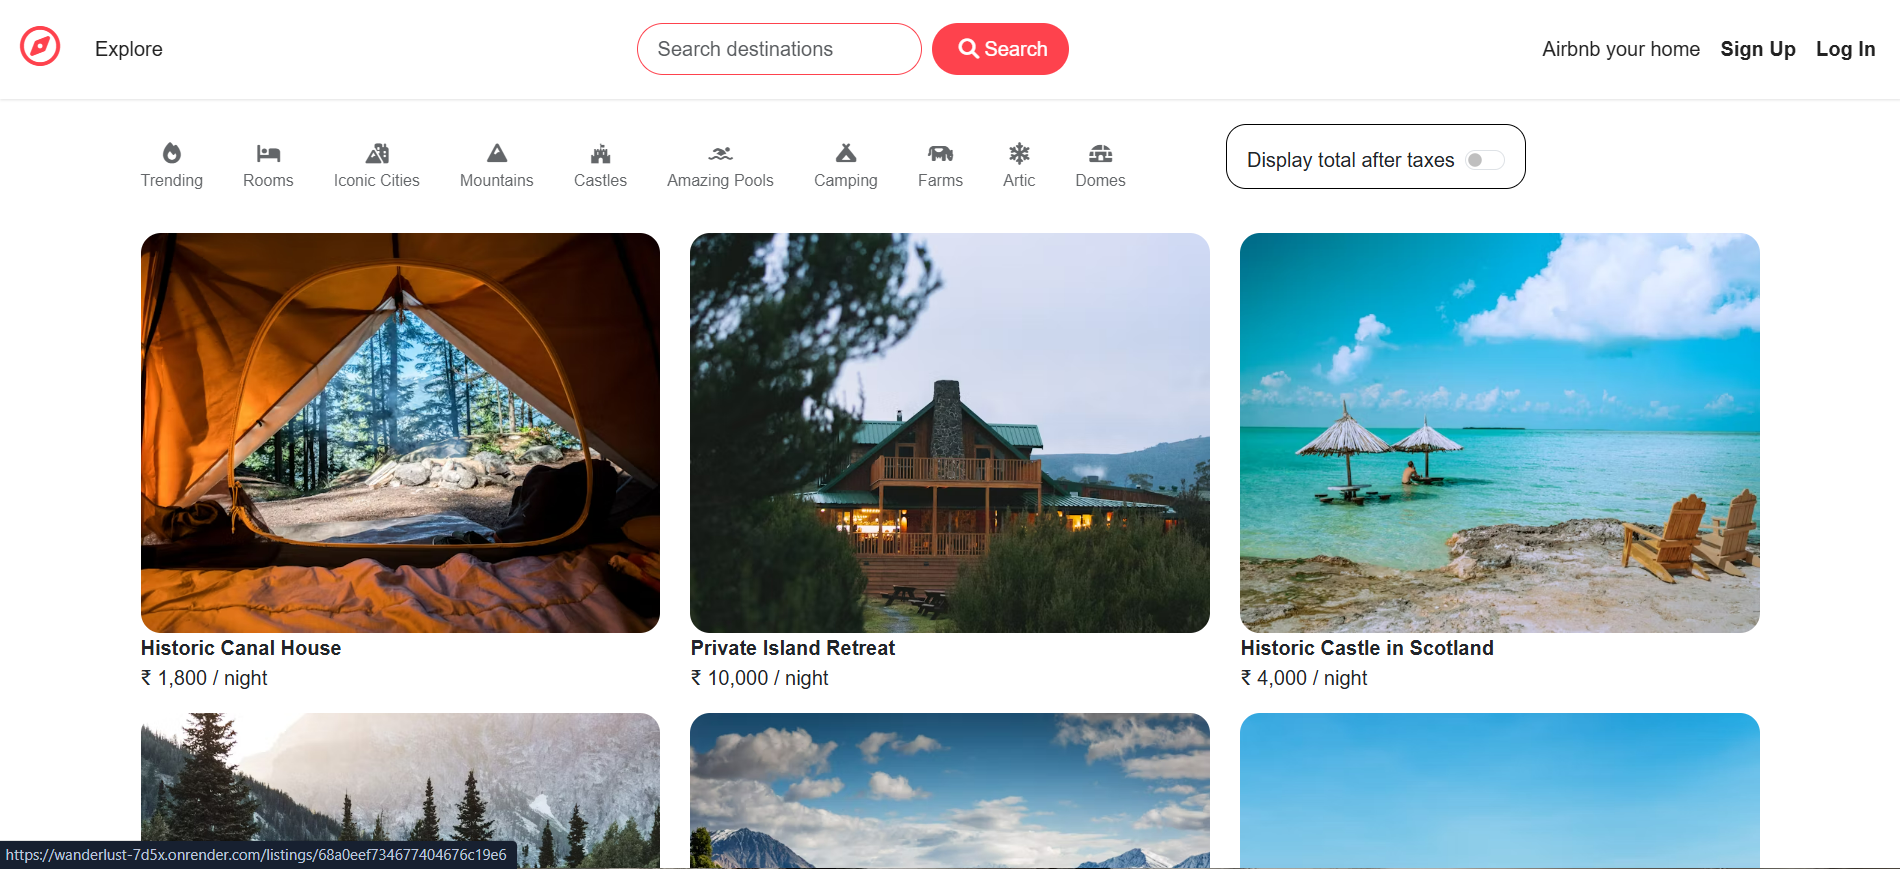 Explore
Search destinations
Search
Airbnb your home Sign Up Log In
Trending Rooms Iconic Cities Mountains Castles Amazing Pools Camping Farms Artic Domes
Display total after taxes
Historic Canal House
₹ 1,800 / night
Private Island Retreat
₹ 10,000 / night
Historic Castle in Scotland
₹ 4,000 / night
https://wanderlust-7d5x.onrender.com/listings/68a0eef734677404676c19e6